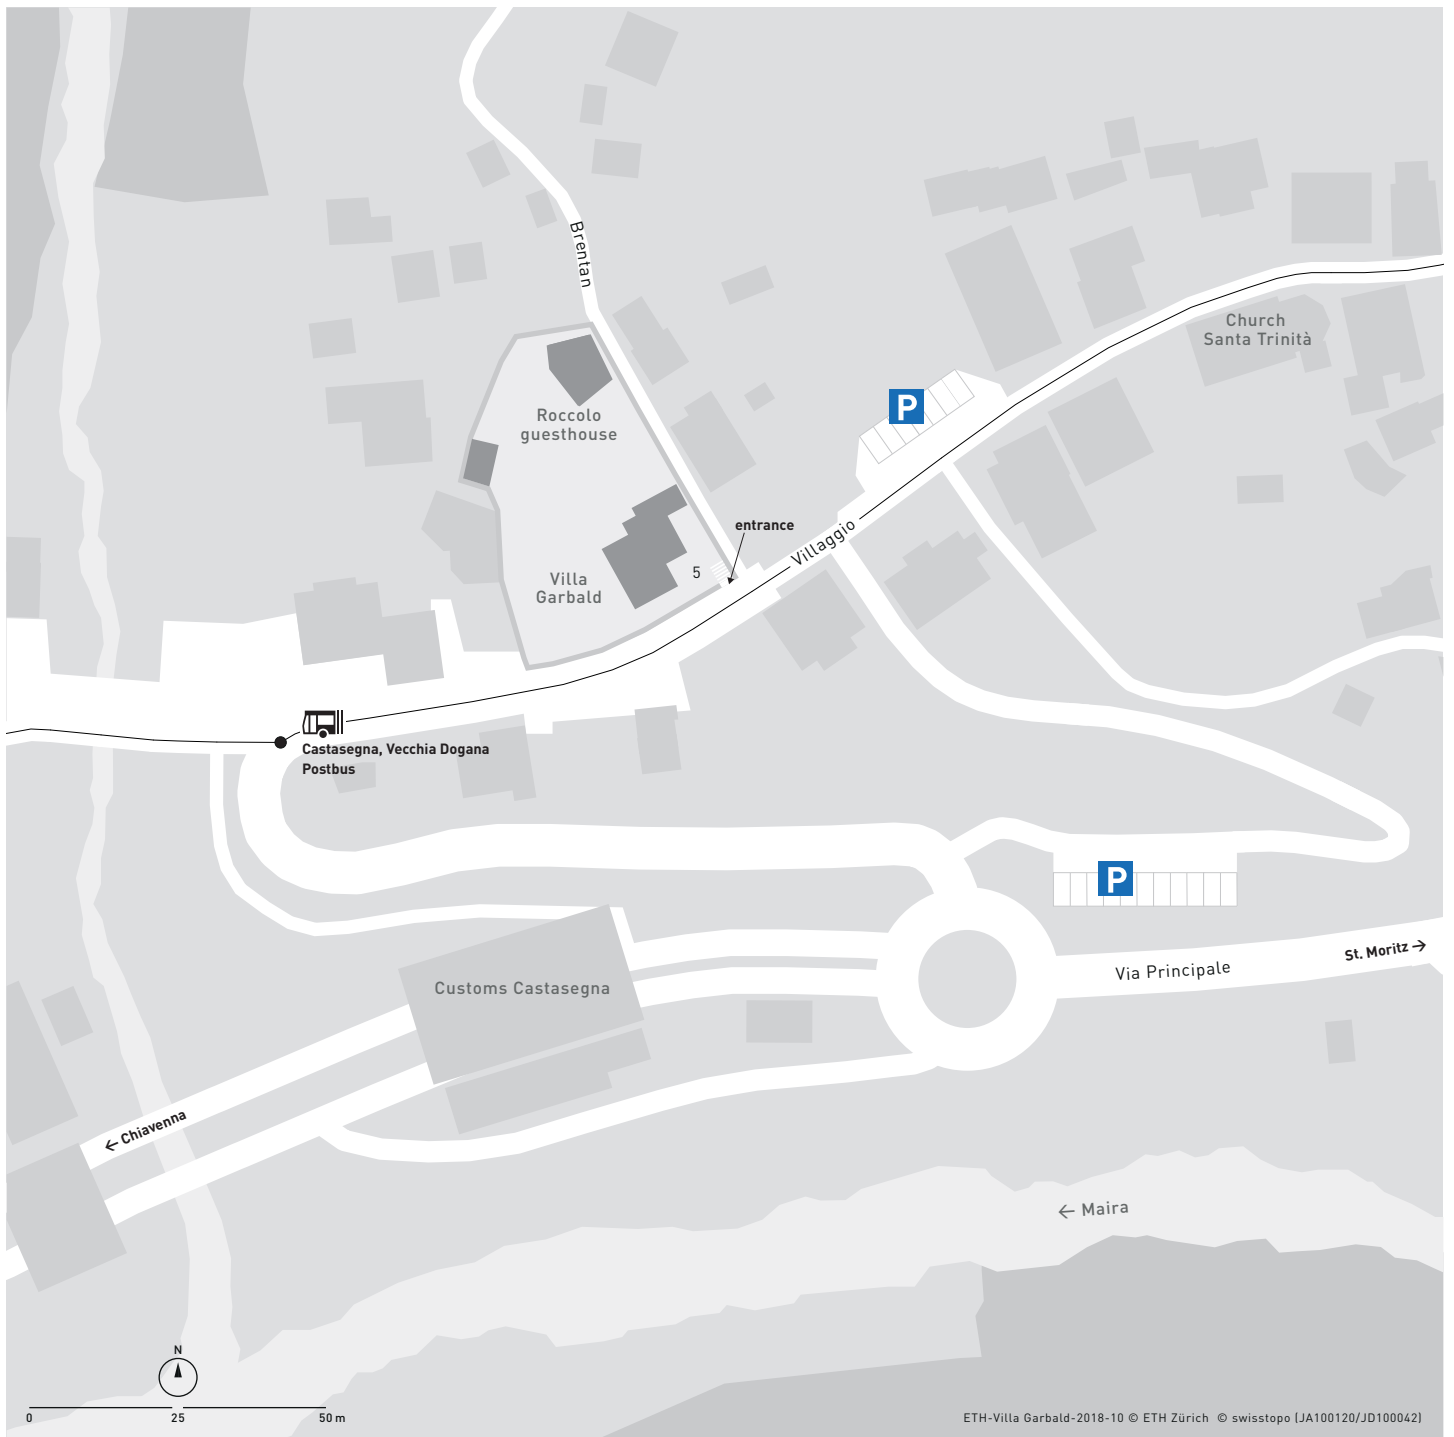 Brentan
Church
Santa Trinità
P
Roccolo
guesthouse
entrance
Villaggio
5
Villa
Garbald
Castasegna, Vecchia Dogana
Postbus
P
St. Moritz →
Via Principale
Customs Castasegna
← Chiavenna
← Maira
N
0 25 50 m
ETH-Villa Garbald-2018-10 © ETH Zürich © swisstopo (JA100120/JD100042)